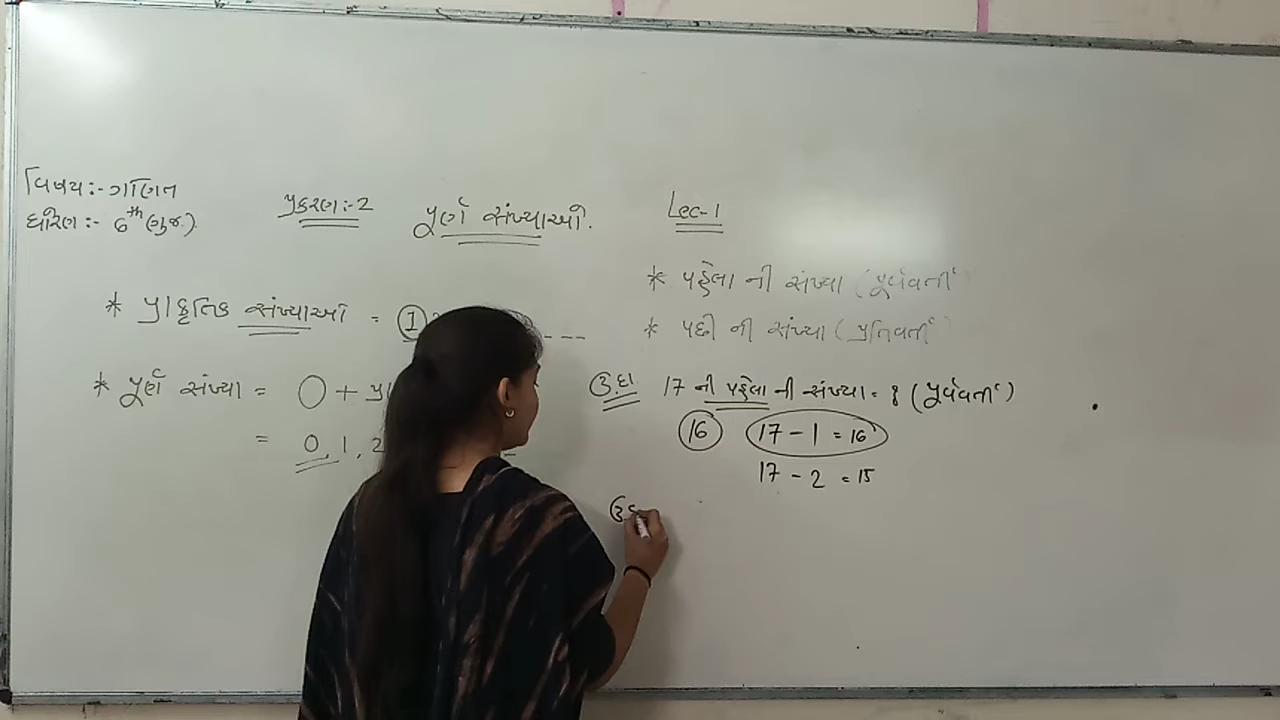 વિષય:- ગણિત
ધોરણ:- 6th (ગુજ.)
પ્રકરણ:-2
પૂર્ણ સંખ્યાઓ.
Lec-1
* પ્રાકૃતિક સંખ્યાઓ = 1
* પૂર્ણ સંખ્યા = 0 +
= 0, 1, 2
* પહેલા ની સંખ્યા (પૂર્વવર્તી
* પછી ની સંખ્યા (પ્રતિવર્તી
ઉ.દા. 17 ની પહેલા ની સંખ્યા = ? (પૂર્વવર્તી)
16 17 - 1 = 16
17 - 2 = 15